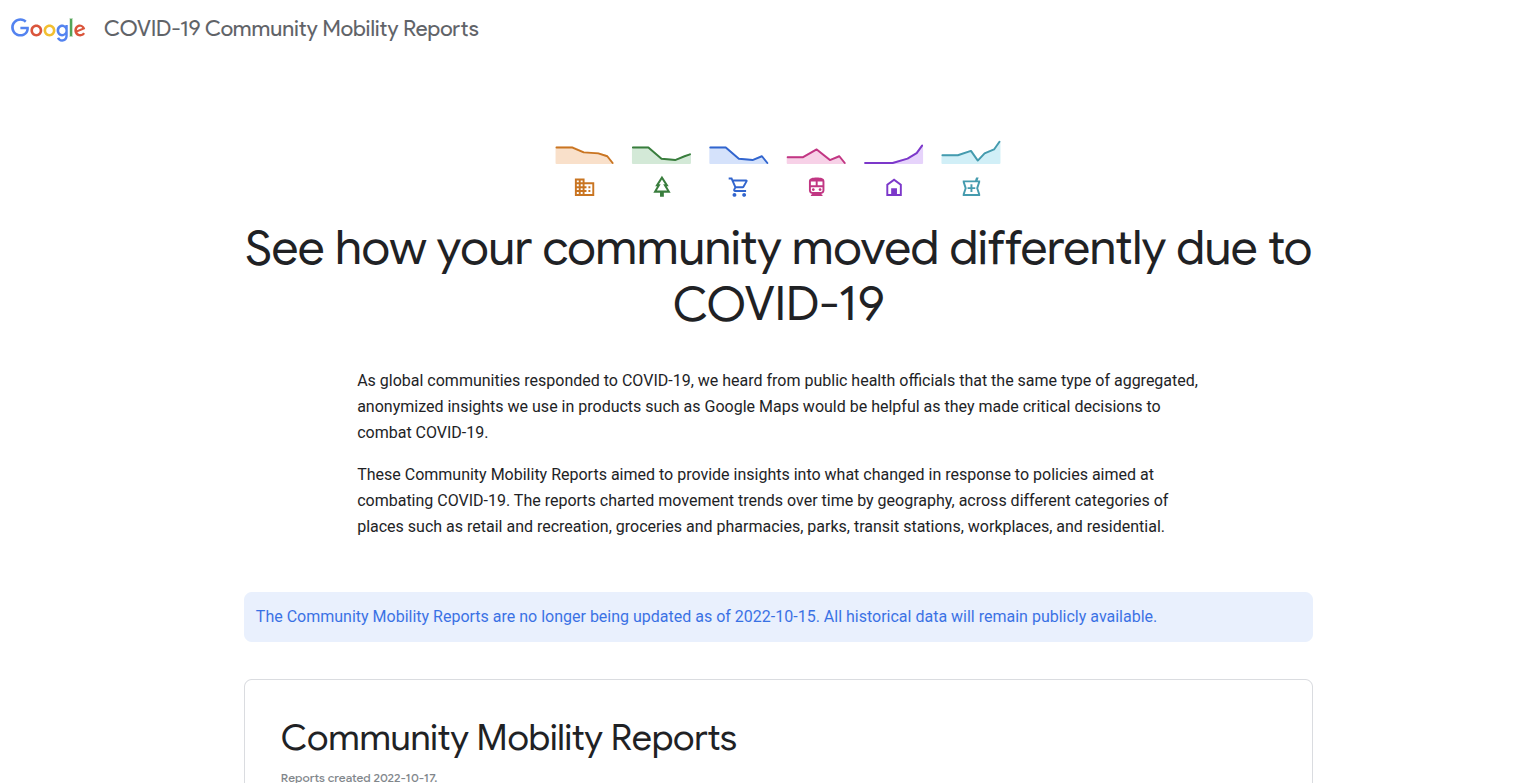 Google COVID-19 Community Mobility Reports
See how your community moved differently due to
COVID-19
As global communities responded to COVID-19, we heard from public health officials that the same type of aggregated,
anonymized insights we use in products such as Google Maps would be helpful as they made critical decisions to
combat COVID-19.
These Community Mobility Reports aimed to provide insights into what changed in response to policies aimed at
combating COVID-19. The reports charted movement trends over time by geography, across different categories of
places such as retail and recreation, groceries and pharmacies, parks, transit stations, workplaces, and residential.
The Community Mobility Reports are no longer being updated as of 2022-10-15. All historical data will remain publicly available.
Community Mobility Reports
Reports created 2022-10-17.